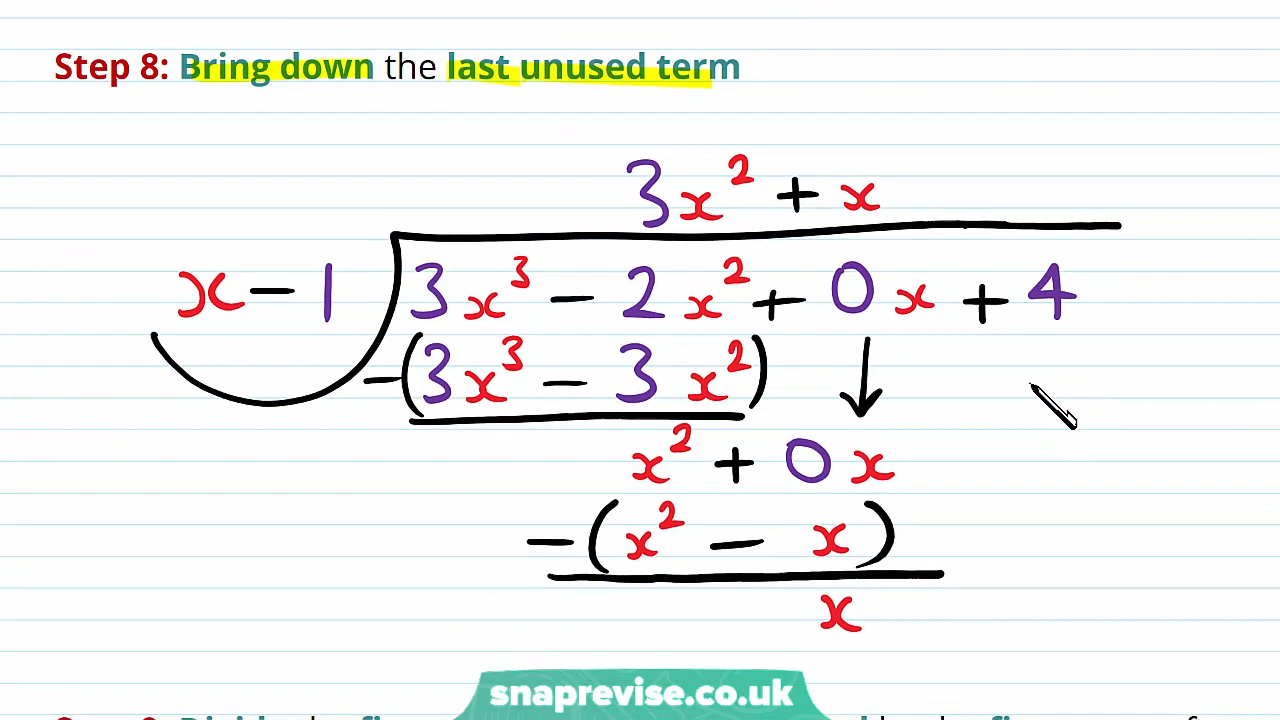 Step 8: Bring down the last unused term
3x² + x
x - 1 3x³ - 2x² + 0x + 4
-(3x³ - 3x²)
x² + 0x
-(x² - x)
x
snaprevise.co.uk